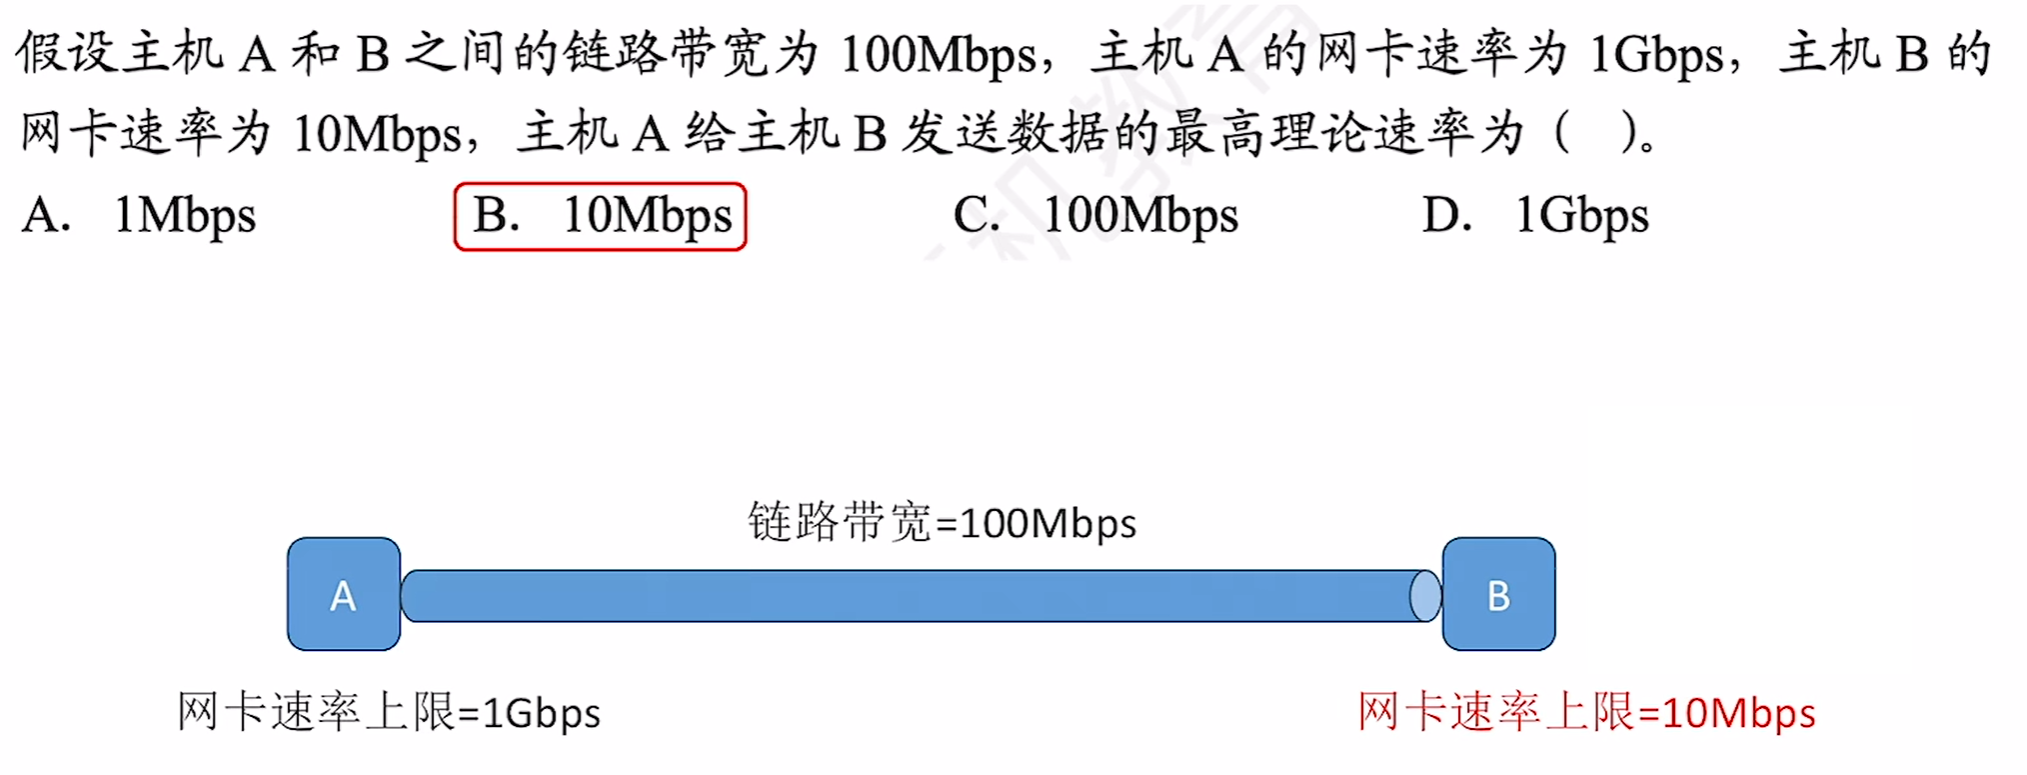 假设主机 A 和 B 之间的链路带宽为 100Mbps，主机 A 的网卡速率为 1Gbps，主机 B 的
网卡速率为 10Mbps，主机 A 给主机 B 发送数据的最高理论速率为（　）。
A. 1Mbps B. 10Mbps C. 100Mbps D. 1Gbps
链路带宽=100Mbps
A B
网卡速率上限=1Gbps 网卡速率上限=10Mbps